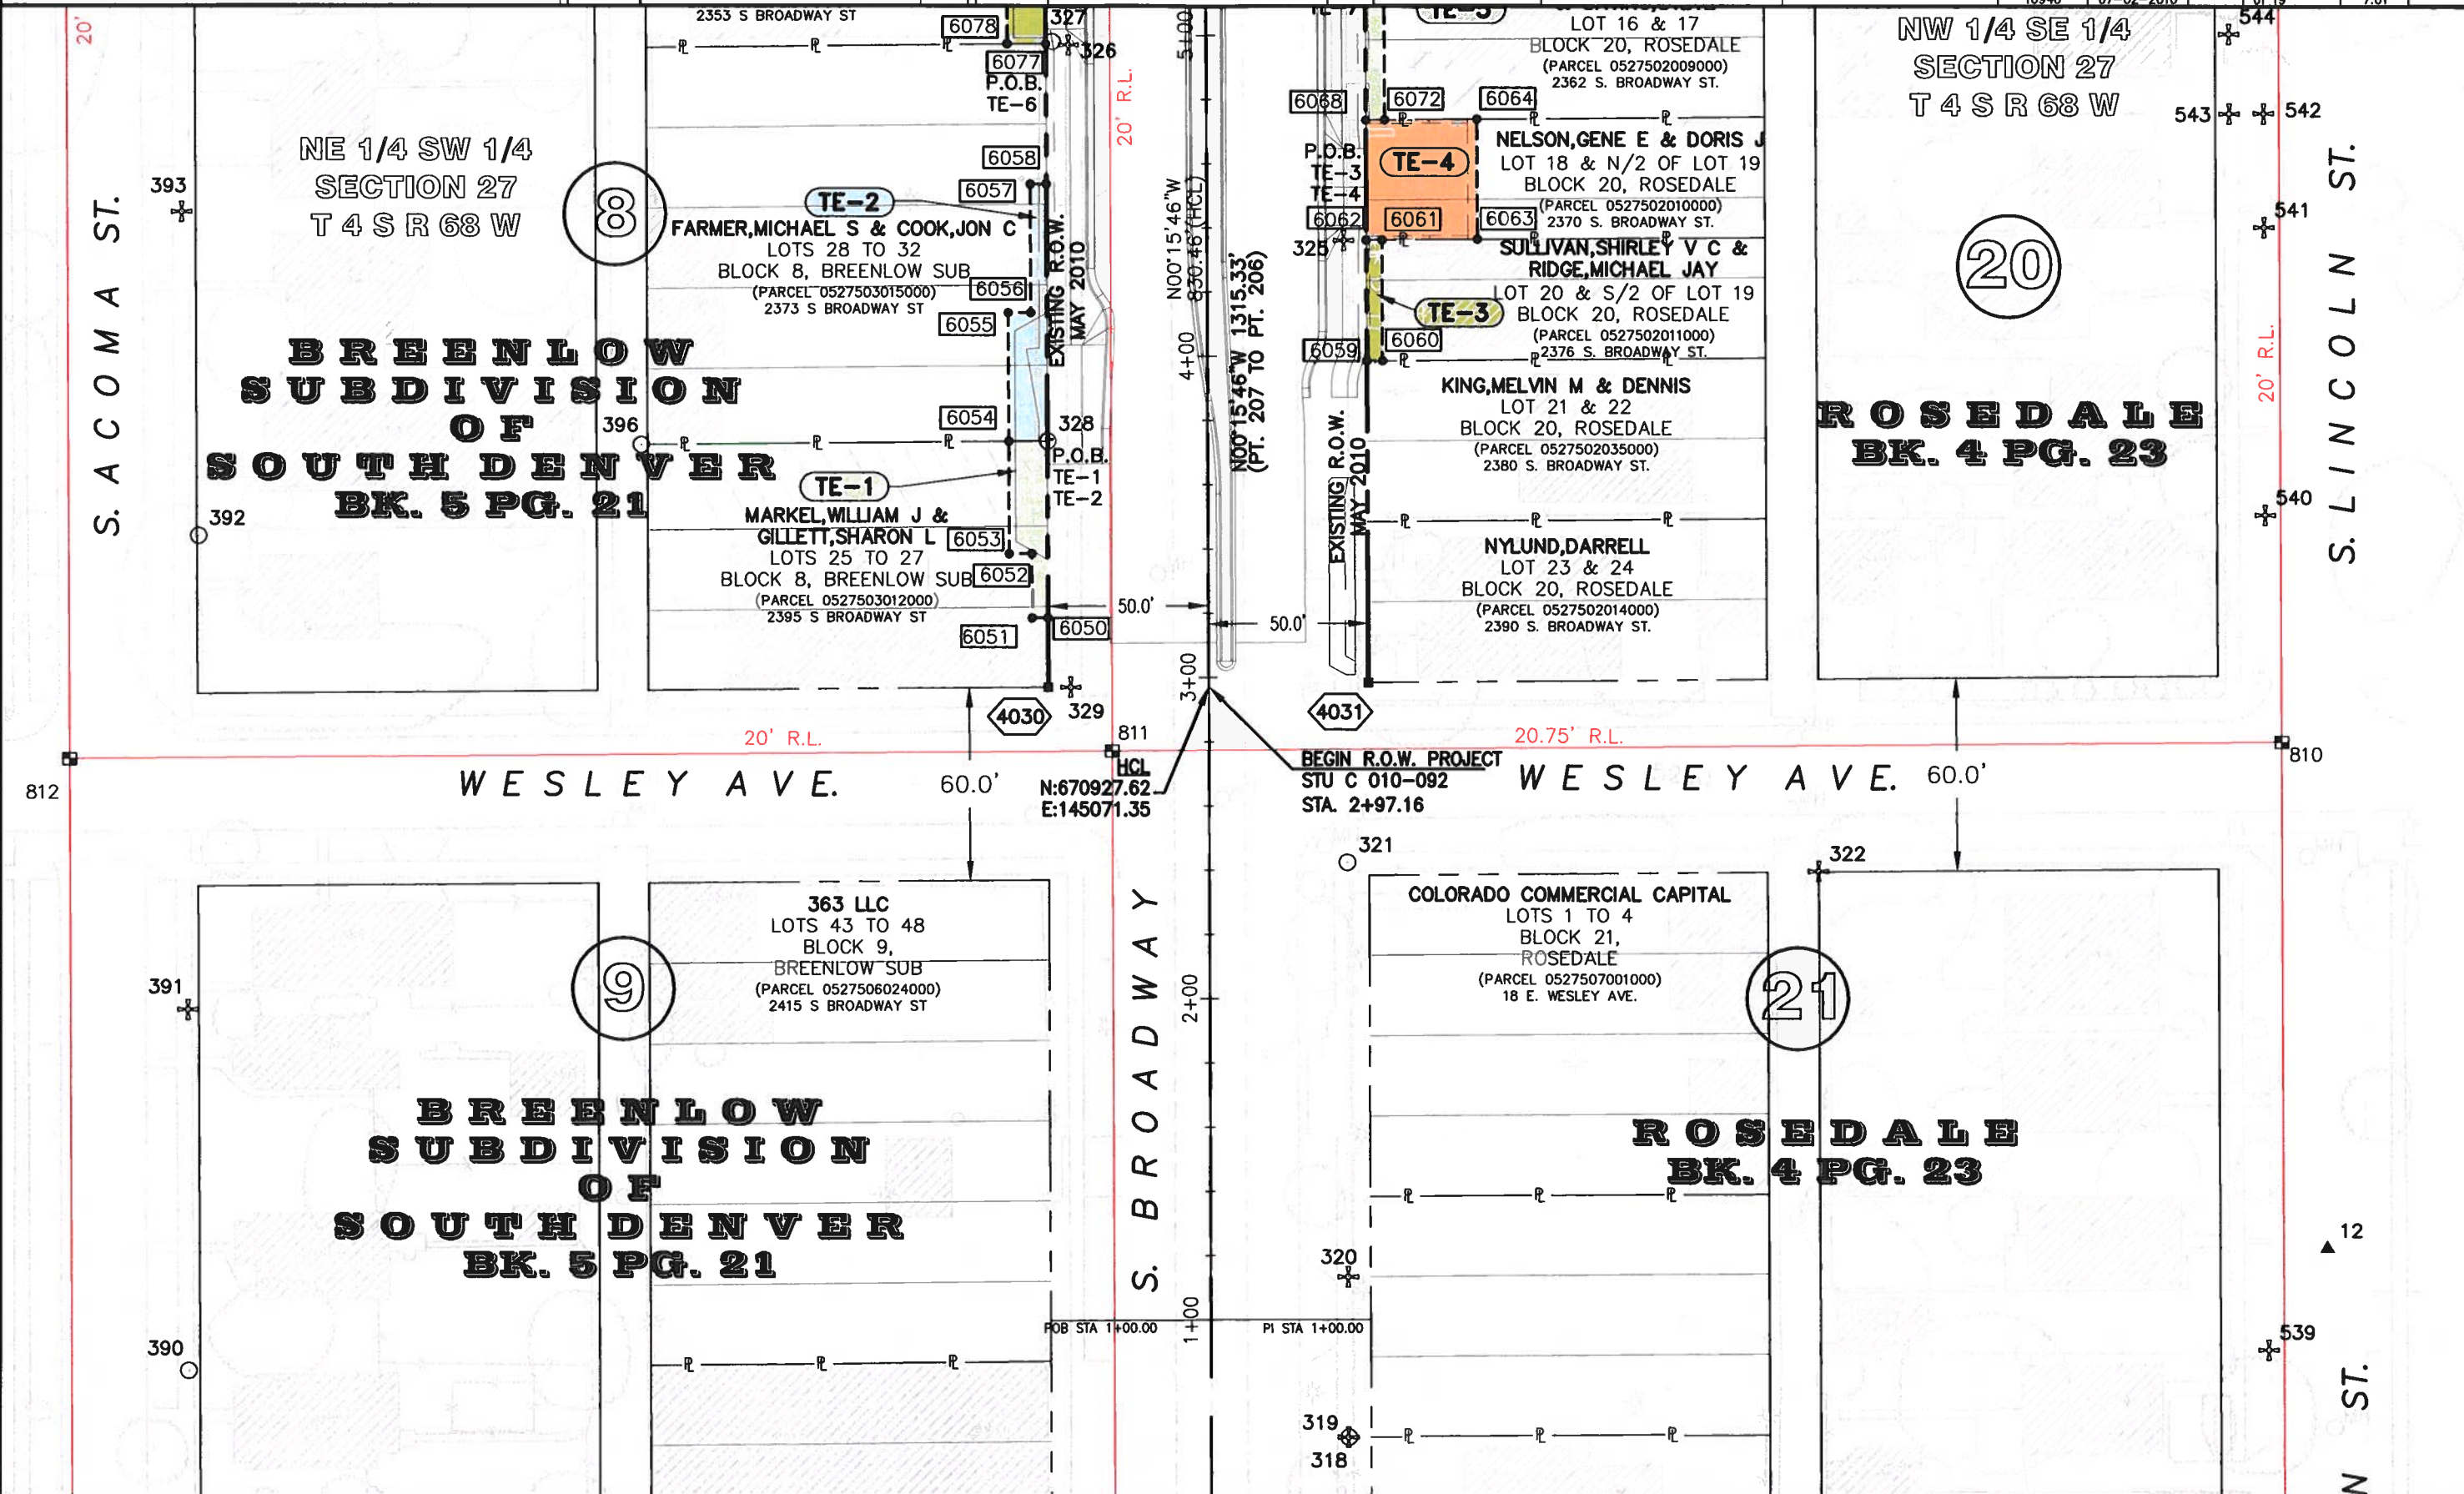 20'
2353 S BROADWAY ST
6078
327
326
6077
P.O.B.
TE-6
20' R.L.
5+00
LOT 16 & 17
BLOCK 20, ROSEDALE
(PARCEL 0527502009000)
2362 S. BROADWAY ST.
NW 1/4 SE 1/4
SECTION 27
T 4 S R 68 W
544
543
542
541
540
NE 1/4 SW 1/4
SECTION 27
T 4 S R 68 W
393
S. ACOMA ST.
8
6058
6057
TE-2
FARMER,MICHAEL S & COOK,JON C
LOTS 28 TO 32
BLOCK 8, BREENLOW SUB
(PARCEL 0527503015000)
2373 S BROADWAY ST
6056
6055
EXISTING R.O.W.
MAY 2010
N00°15'46"W
830.46'(HCL)
N00°15'46"W 1315.33'
(PT. 207 TO PT. 206)
4+00
6068
6072
6064
P.O.B.
TE-3
TE-4
TE-4
NELSON,GENE E & DORIS J
LOT 18 & N/2 OF LOT 19
BLOCK 20, ROSEDALE
(PARCEL 0527502010000)
2370 S. BROADWAY ST.
6062
6061
6063
325
SULLIVAN,SHIRLEY V C &
RIDGE,MICHAEL JAY
LOT 20 & S/2 OF LOT 19
BLOCK 20, ROSEDALE
(PARCEL 0527502011000)
2376 S. BROADWAY ST.
TE-3
6059
6060
20
S. LINCOLN ST.
20' R.L.
BREENLOW
SUBDIVISION
OF
SOUTH DENVER
BK. 5 PG. 21
396
392
6054
328
P.O.B.
TE-1
TE-2
TE-1
MARKEL,WILLIAM J &
GILLETT,SHARON L
LOTS 25 TO 27
BLOCK 8, BREENLOW SUB
(PARCEL 0527503012000)
2395 S BROADWAY ST
6053
6052
6051
6050
50.0'
50.0'
EXISTING R.O.W.
MAY 2010
KING,MELVIN M & DENNIS
LOT 21 & 22
BLOCK 20, ROSEDALE
(PARCEL 0527502035000)
2380 S. BROADWAY ST.
NYLUND,DARRELL
LOT 23 & 24
BLOCK 20, ROSEDALE
(PARCEL 0527502014000)
2390 S. BROADWAY ST.
ROSEDALE
BK. 4 PG. 23
3+00
4030
329
4031
20' R.L.
811
20.75' R.L.
812
WESLEY AVE.
60.0'
HCL
N:670927.62
E:145071.35
BEGIN R.O.W. PROJECT
STU C 010-092
STA. 2+97.16
WESLEY AVE.
60.0'
810
321
322
363 LLC
LOTS 43 TO 48
BLOCK 9,
BREENLOW SUB
(PARCEL 0527506024000)
2415 S BROADWAY ST
9
391
S. BROADWAY
2+00
COLORADO COMMERCIAL CAPITAL
LOTS 1 TO 4
BLOCK 21,
ROSEDALE
(PARCEL 0527507001000)
18 E. WESLEY AVE.
21
BREENLOW
SUBDIVISION
OF
SOUTH DENVER
BK. 5 PG. 21
ROSEDALE
BK. 4 PG. 23
12
320
390
POB STA 1+00.00
1+00
PI STA 1+00.00
539
319
318
N ST.